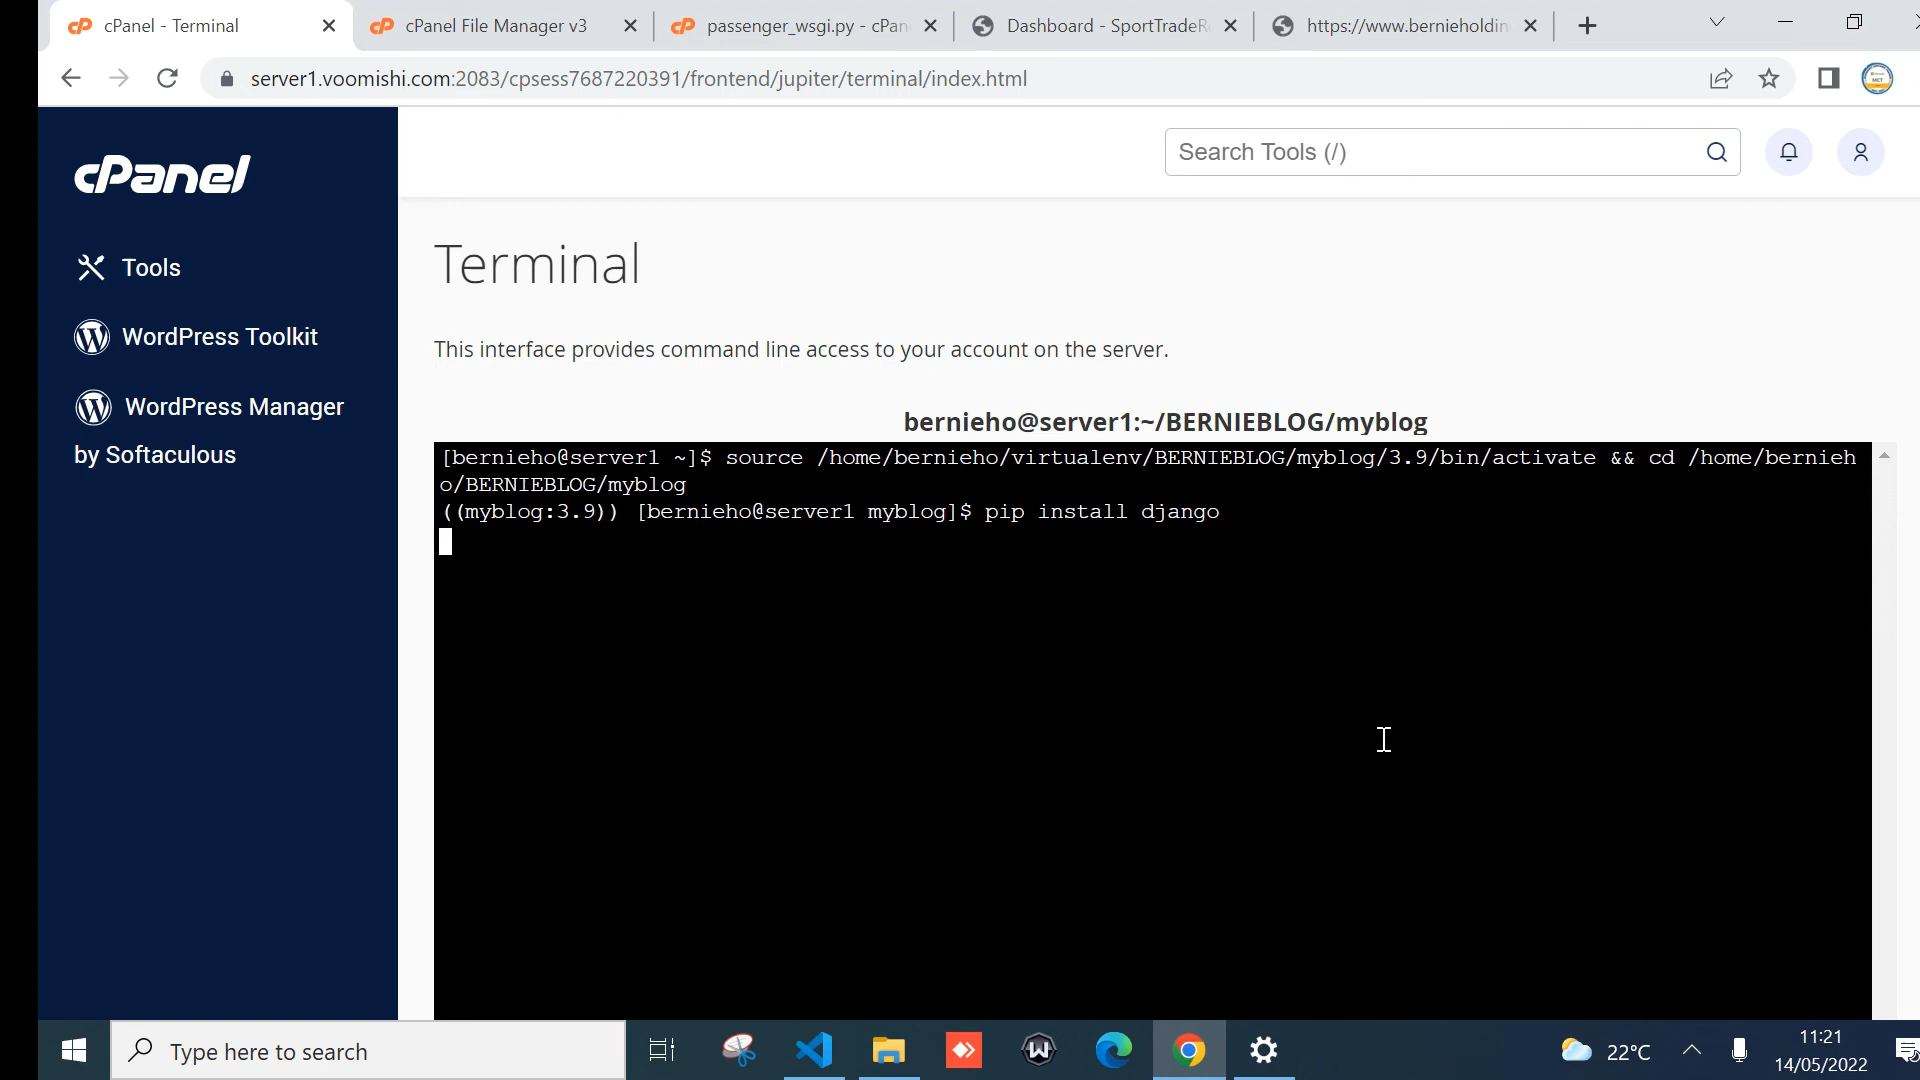 cPanel - Terminal
cPanel File Manager v3
passenger_wsgi.py - cPan
Dashboard - SportTradeR
https://www.bernieholdin
server1.voomishi.com:2083/cpsess7687220391/frontend/jupiter/terminal/index.html
cPanel
Search Tools (/)
Tools
WordPress Toolkit
WordPress Manager
by Softaculous
Terminal
This interface provides command line access to your account on the server.
bernieho@server1:~/BERNIEBLOG/myblog
[bernieho@server1 ~]$ source /home/bernieho/virtualenv/BERNIEBLOG/myblog/3.9/bin/activate && cd /home/bernieh
o/BERNIEBLOG/myblog
((myblog:3.9)) [bernieho@server1 myblog]$ pip install django
Type here to search
22°C
11:21
14/05/2022